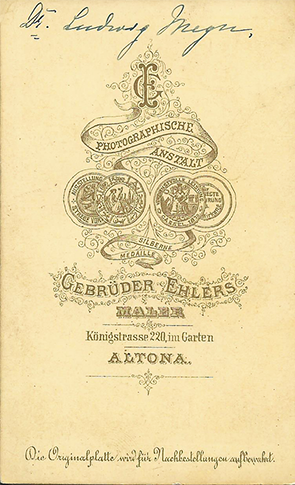 Dr. Ludwig Meyn,
PHOTOGRAPHISCHE
ANSTALT
SILBERNE
MEDAILLE
GEBRÜDER EHLERS
MALER
Königstrasse 220, im Garten
ALTONA.
Die Originalplatte wird für Nachbestellungen aufbewahrt.